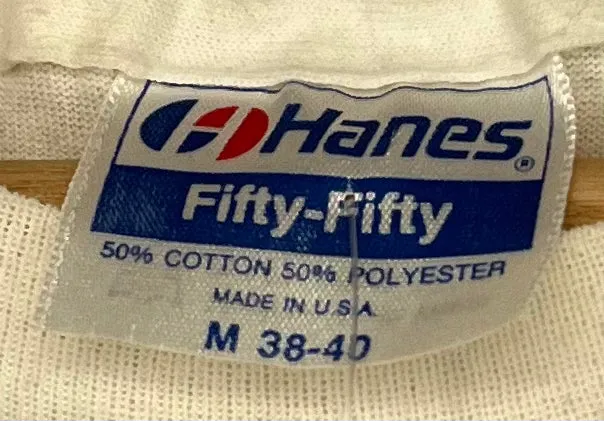 Hanes®
Fifty-Fifty
50% COTTON 50% POLYESTER
MADE IN U.S.A.
M 38-40